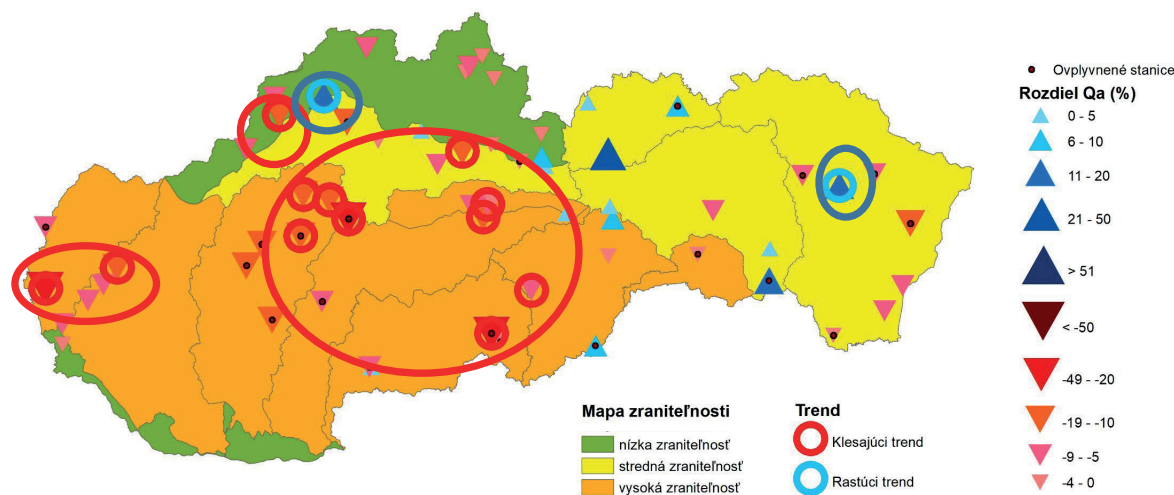 Ovplyvnené stanice
Rozdiel Qa (%)
0 - 5
6 - 10
11 - 20
21 - 50
> 51
< -50
-49 - -20
-19 - -10
-9 - -5
-4 - 0
Mapa zraniteľnosti
nízka zraniteľnosť
stredná zraniteľnosť
vysoká zraniteľnosť
Trend
Klesajúci trend
Rastúci trend